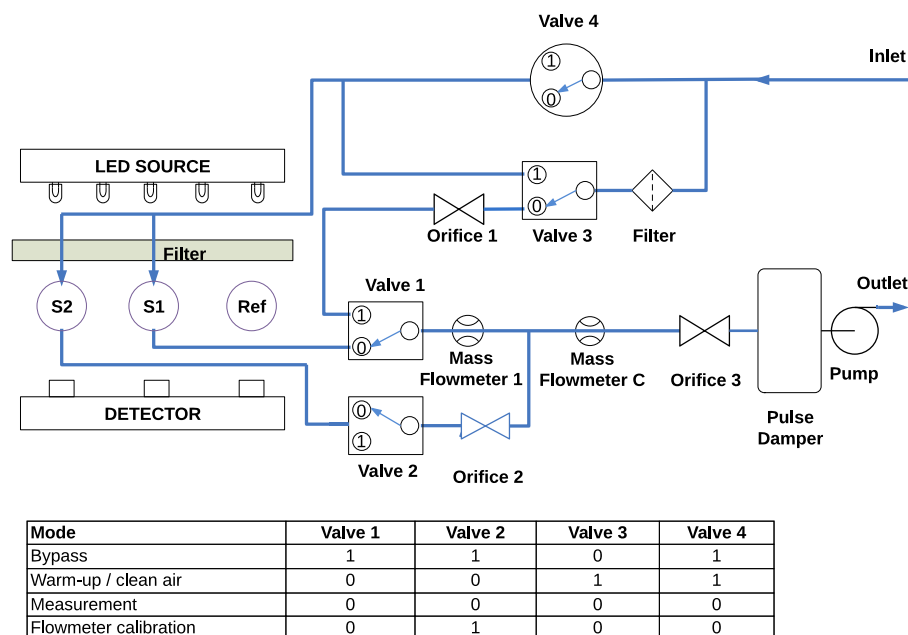 Valve 4
Inlet
1
0
LED SOURCE
1
0
Orifice 1
Valve 3
Filter
Filter
S2
S1
Ref
Valve 1
1
0
Outlet
Mass
Flowmeter 1
Mass
Flowmeter C
Orifice 3
Pump
DETECTOR
0
1
Valve 2
Orifice 2
Pulse
Damper
Mode Valve 1 Valve 2 Valve 3 Valve 4
Bypass 1 1 0 1
Warm-up / clean air 0 0 1 1
Measurement 0 0 0 0
Flowmeter calibration 0 1 0 0